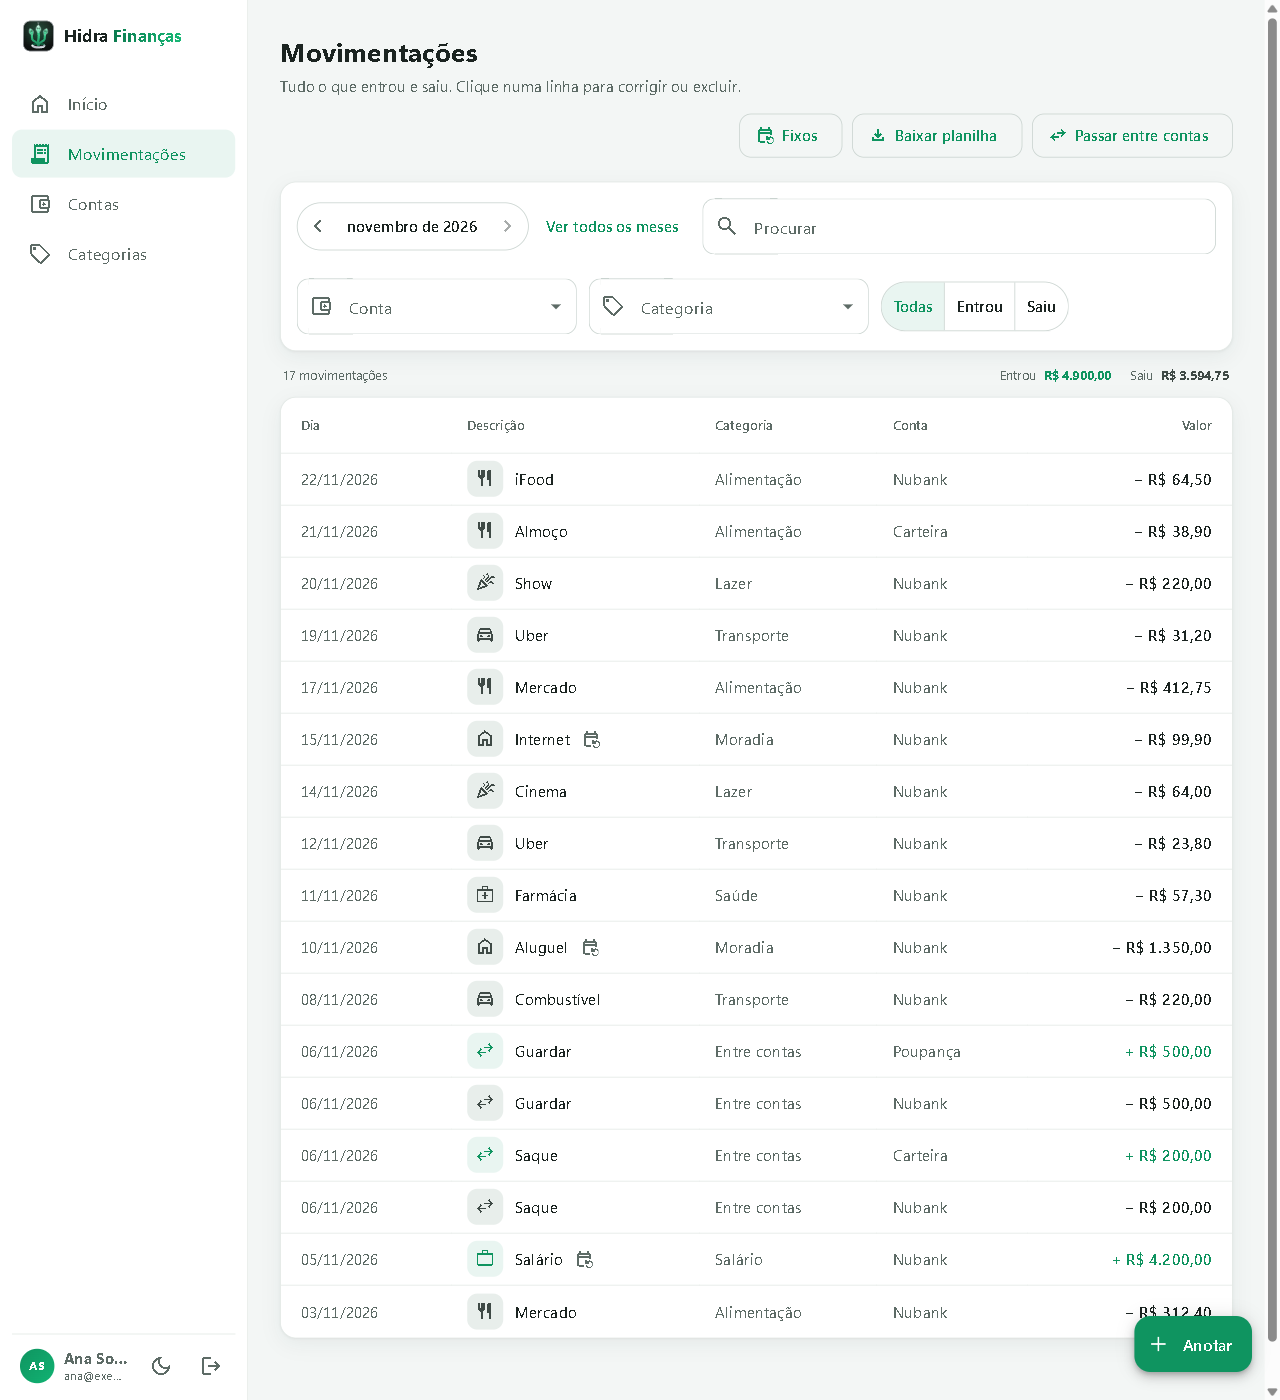 Hidra Finanças
Início
Movimentações
Contas
Categorias
Movimentações
Tudo o que entrou e saiu. Clique numa linha para corrigir ou excluir.
Fixos Baixar planilha Passar entre contas
novembro de 2026 Ver todos os meses Procurar
Conta Categoria Todas Entrou Saiu
17 movimentações Entrou R$ 4.900,00 Saiu R$ 3.594,75
Dia Descrição Categoria Conta Valor
22/11/2026 iFood Alimentação Nubank – R$ 64,50
21/11/2026 Almoço Alimentação Carteira – R$ 38,90
20/11/2026 Show Lazer Nubank – R$ 220,00
19/11/2026 Uber Transporte Nubank – R$ 31,20
17/11/2026 Mercado Alimentação Nubank – R$ 412,75
15/11/2026 Internet Moradia Nubank – R$ 99,90
14/11/2026 Cinema Lazer Nubank – R$ 64,00
12/11/2026 Uber Transporte Nubank – R$ 23,80
11/11/2026 Farmácia Saúde Nubank – R$ 57,30
10/11/2026 Aluguel Moradia Nubank – R$ 1.350,00
08/11/2026 Combustível Transporte Nubank – R$ 220,00
06/11/2026 Guardar Entre contas Poupança + R$ 500,00
06/11/2026 Guardar Entre contas Nubank – R$ 500,00
06/11/2026 Saque Entre contas Carteira + R$ 200,00
06/11/2026 Saque Entre contas Nubank – R$ 200,00
05/11/2026 Salário Salário Nubank + R$ 4.200,00
03/11/2026 Mercado Alimentação Nubank – R$ 312,40
Anotar
AS Ana So...
ana@exe...